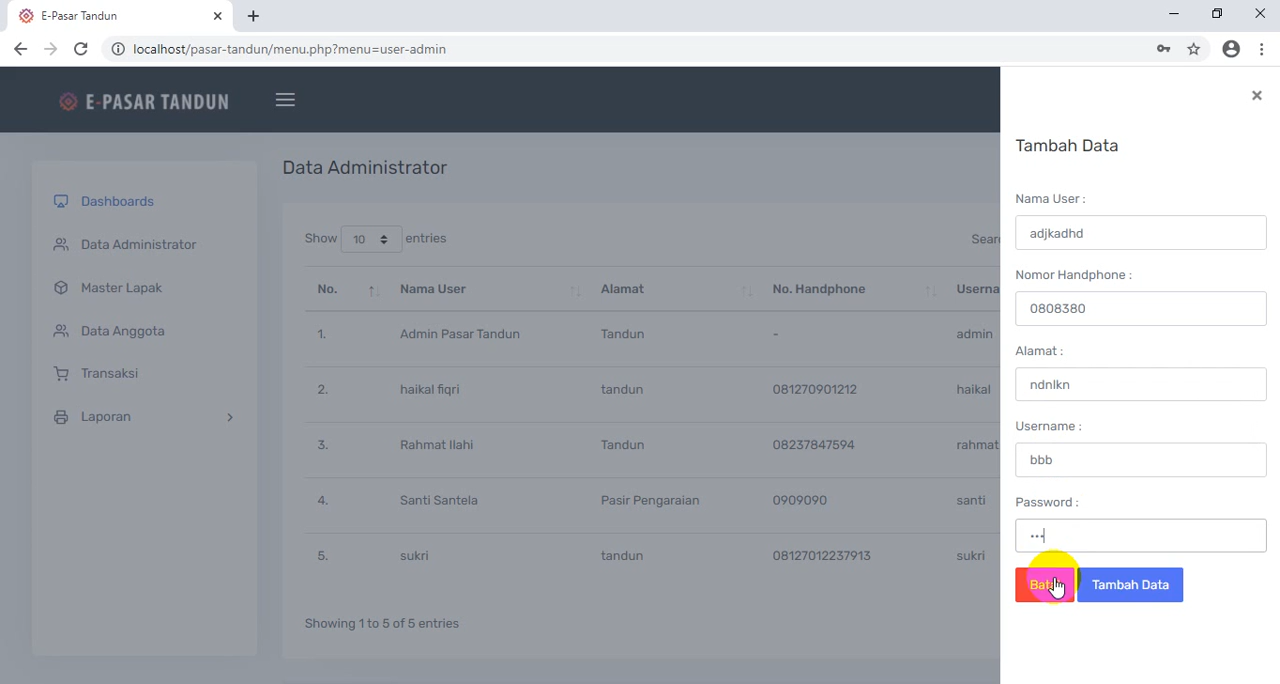 E-Pasar Tandun
localhost/pasar-tandun/menu.php?menu=user-admin
E-PASAR TANDUN
Dashboards
Data Administrator
Master Lapak
Data Anggota
Transaksi
Laporan
Data Administrator
Show 10 entries
No. Nama User Alamat No. Handphone
1. Admin Pasar Tandun Tandun - admin
2. haikal fiqri tandun 081270901212 haikal
3. Rahmat Ilahi Tandun 08237847594 rahmat
4. Santi Santela Pasir Pengaraian 0909090 santi
5. sukri tandun 08127012237913 sukri
Showing 1 to 5 of 5 entries
Tambah Data
Nama User :
adjkadhd
Nomor Handphone :
0808380
Alamat :
ndnlkn
Username :
bbb
Password :
•••
Tambah Data